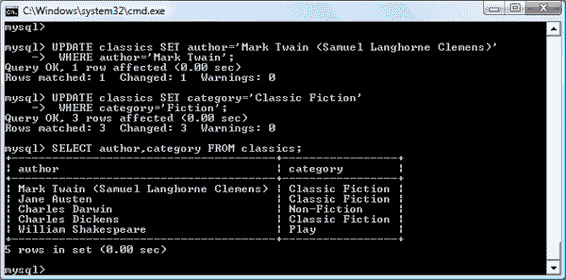 C:\Windows\system32\cmd.exe
mysql>
mysql> UPDATE classics SET author='Mark Twain (Samuel Langhorne Clemens)'
    -> WHERE author='Mark Twain';
Query OK, 1 row affected (0.00 sec)
Rows matched: 1  Changed: 1  Warnings: 0
mysql> UPDATE classics SET category='Classic Fiction'
    -> WHERE category='Fiction';
Query OK, 3 rows affected (0.00 sec)
Rows matched: 3  Changed: 3  Warnings: 0
mysql> SELECT author,category FROM classics;
+---------------------------------------+-----------------+
| author                                | category        |
+---------------------------------------+-----------------+
| Mark Twain (Samuel Langhorne Clemens) | Classic Fiction |
| Jane Austen                           | Classic Fiction |
| Charles Darwin                        | Non-Fiction     |
| Charles Dickens                       | Classic Fiction |
| William Shakespeare                   | Play            |
+---------------------------------------+-----------------+
5 rows in set (0.00 sec)
mysql>